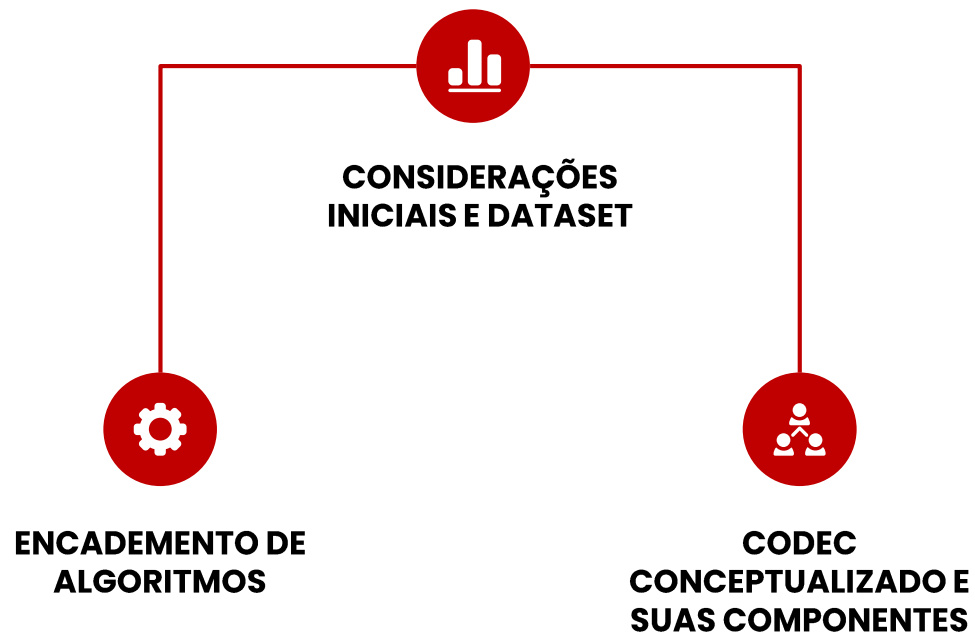 CONSIDERAÇÕES
INICIAIS E DATASET
ENCADEMENTO DE
ALGORITMOS
CODEC
CONCEPTUALIZADO E
SUAS COMPONENTES